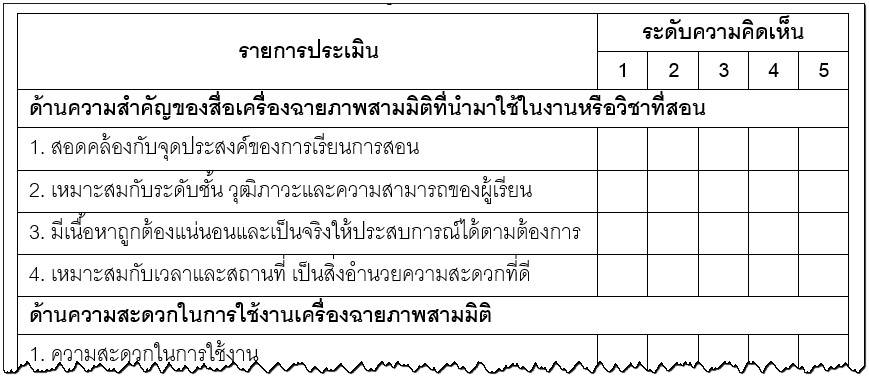 รายการประเมิน
ระดับความคิดเห็น
1 2 3 4 5
ด้านความสำคัญของสื่อเครื่องฉายภาพสามมิติที่นำมาใช้ในงานหรือวิชาที่สอน
1. สอดคล้องกับจุดประสงค์ของการเรียนการสอน
2. เหมาะสมกับระดับชั้น วุฒิภาวะและความสามารถของผู้เรียน
3. มีเนื้อหาถูกต้องแน่นอนและเป็นจริงให้ประสบการณ์ได้ตามต้องการ
4. เหมาะสมกับเวลาและสถานที่ เป็นสิ่งอำนวยความสะดวกที่ดี
ด้านความสะดวกในการใช้งานเครื่องฉายภาพสามมิติ
1. ความสะดวกในการใช้งาน